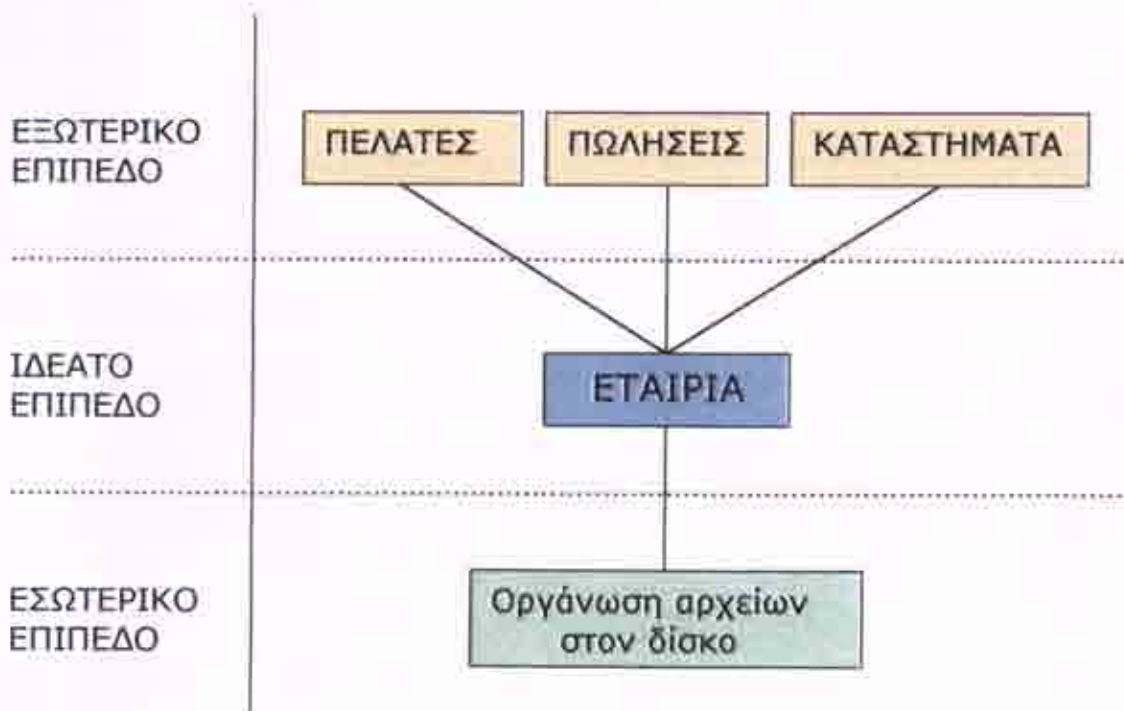 ΕΞΩΤΕΡΙΚΟ
ΕΠΙΠΕΔΟ
ΠΕΛΑΤΕΣ
ΠΩΛΗΣΕΙΣ
ΚΑΤΑΣΤΗΜΑΤΑ
ΙΔΕΑΤΟ
ΕΠΙΠΕΔΟ
ΕΤΑΙΡΙΑ
ΕΣΩΤΕΡΙΚΟ
ΕΠΙΠΕΔΟ
Οργάνωση αρχείων
στον δίσκο